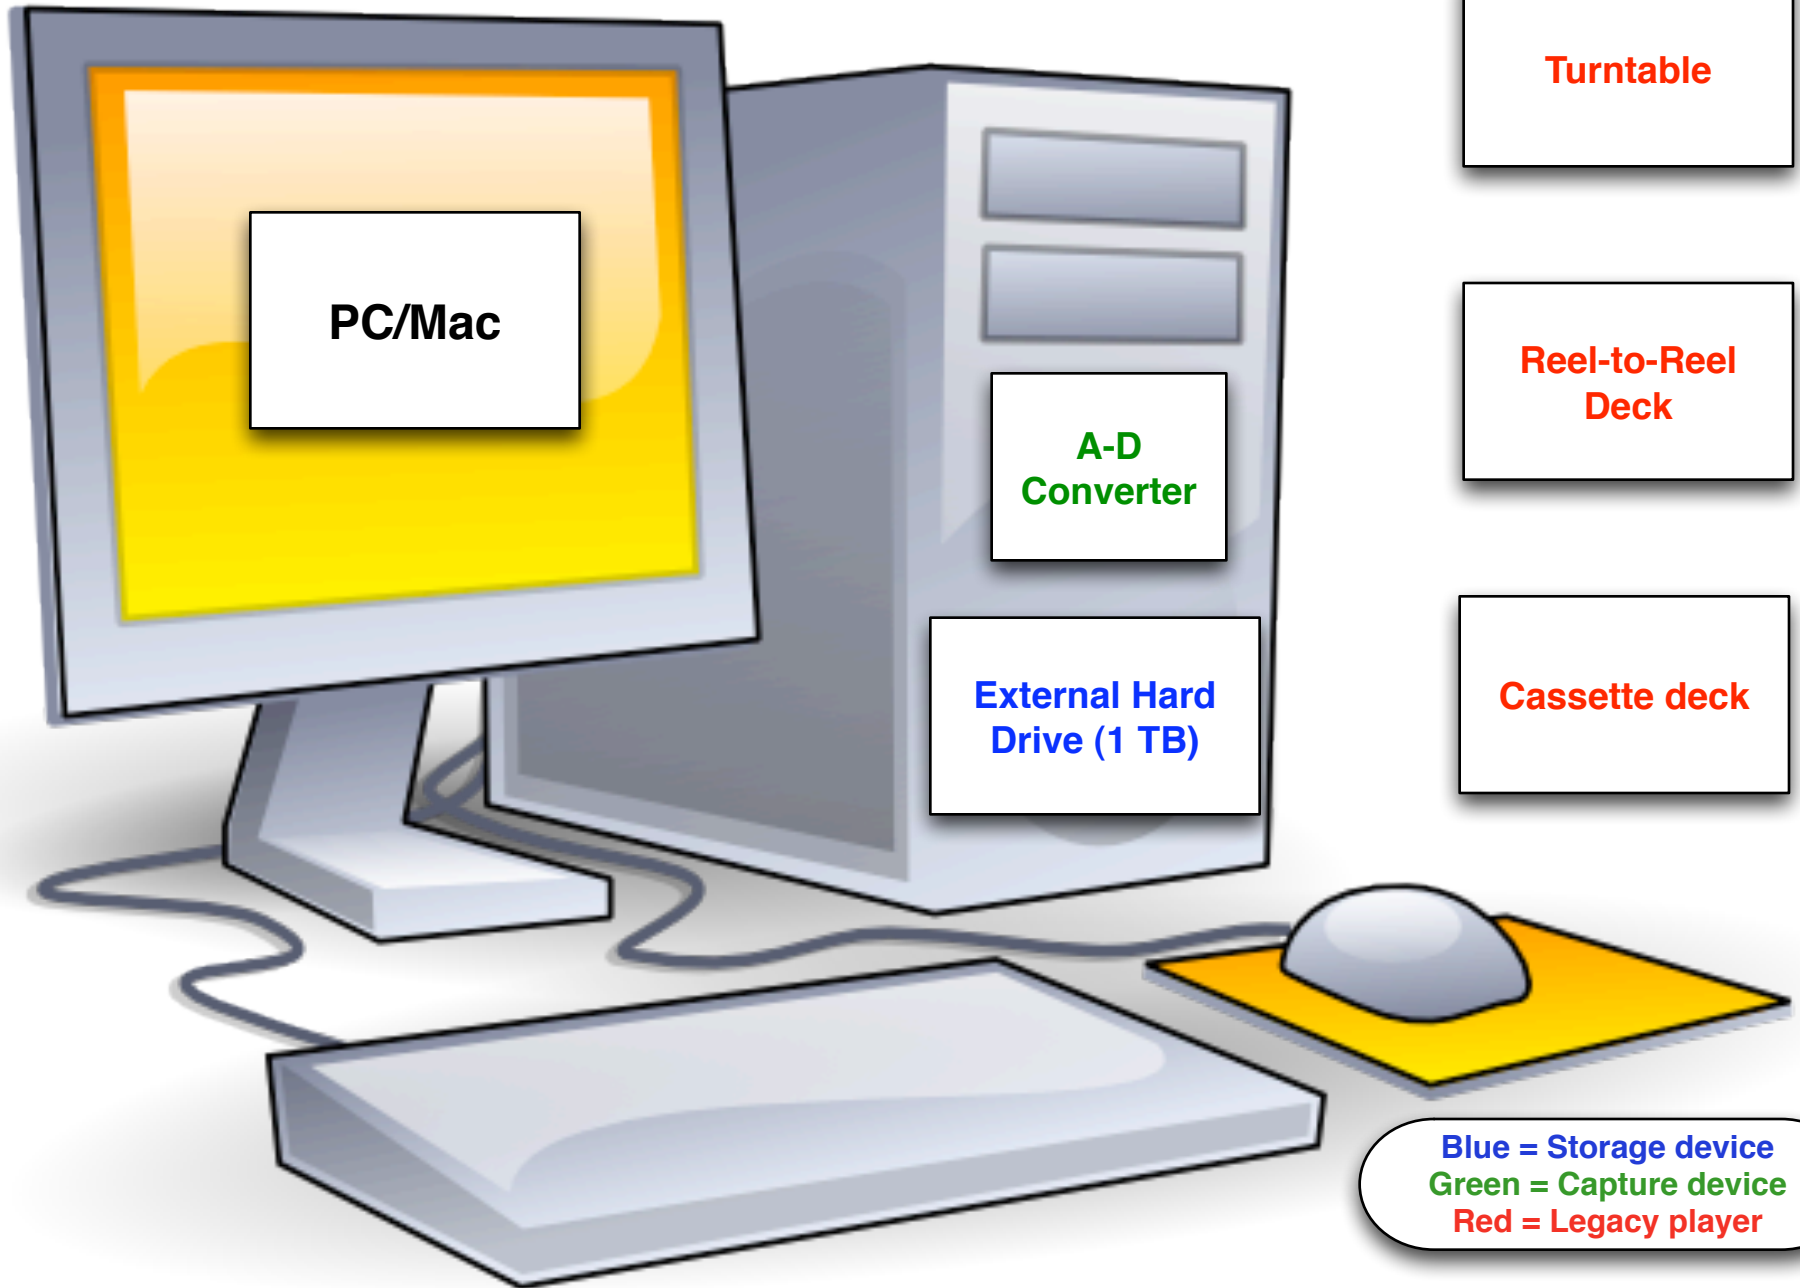 Turntable
PC/Mac
Reel-to-Reel
Deck
A-D
Converter
External Hard
Drive (1 TB)
Cassette deck
Blue = Storage device
Green = Capture device
Red = Legacy player